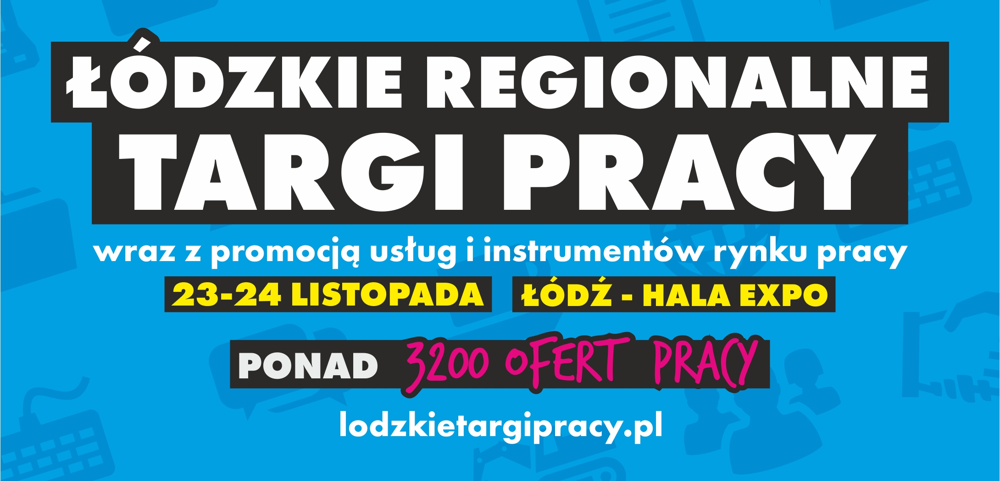 ŁÓDZKIE REGIONALNE
TARGI PRACY
wraz z promocją usług i instrumentów rynku pracy
23-24 LISTOPADA ŁÓDŹ - HALA EXPO
PONAD 3200 OFERT PRACY
lodzkietargipracy.pl